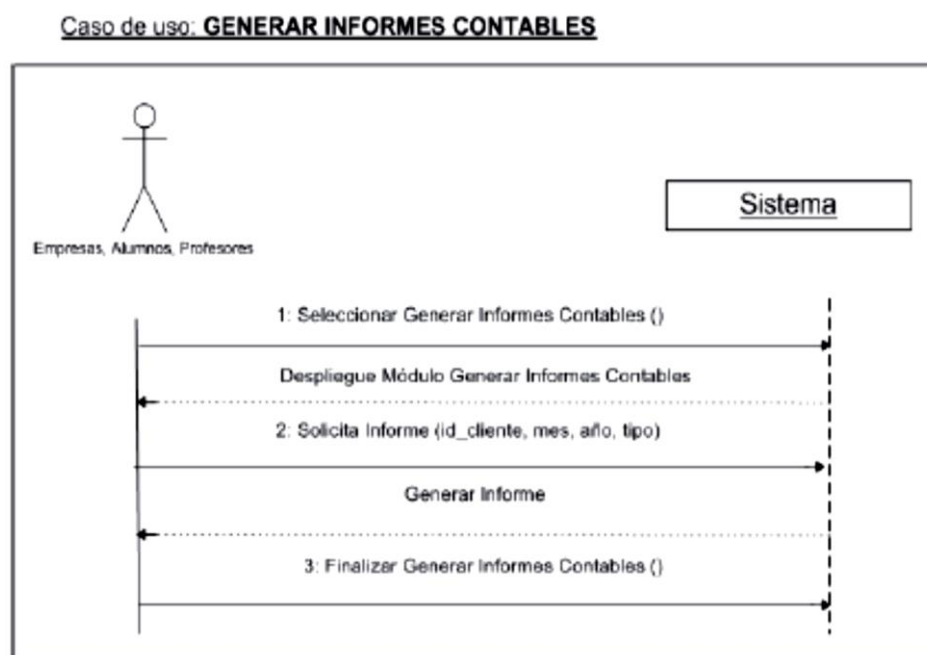 Caso de uso: GENERAR INFORMES CONTABLES
Sistema
Empresas, Alumnos, Profesores
1: Seleccionar Generar Informes Contables ()
Despliegue Módulo Generar Informes Contables
2: Solicita Informe (id_cliente, mes, año, tipo)
Generar Informe
3: Finalizar Generar Informes Contables ()